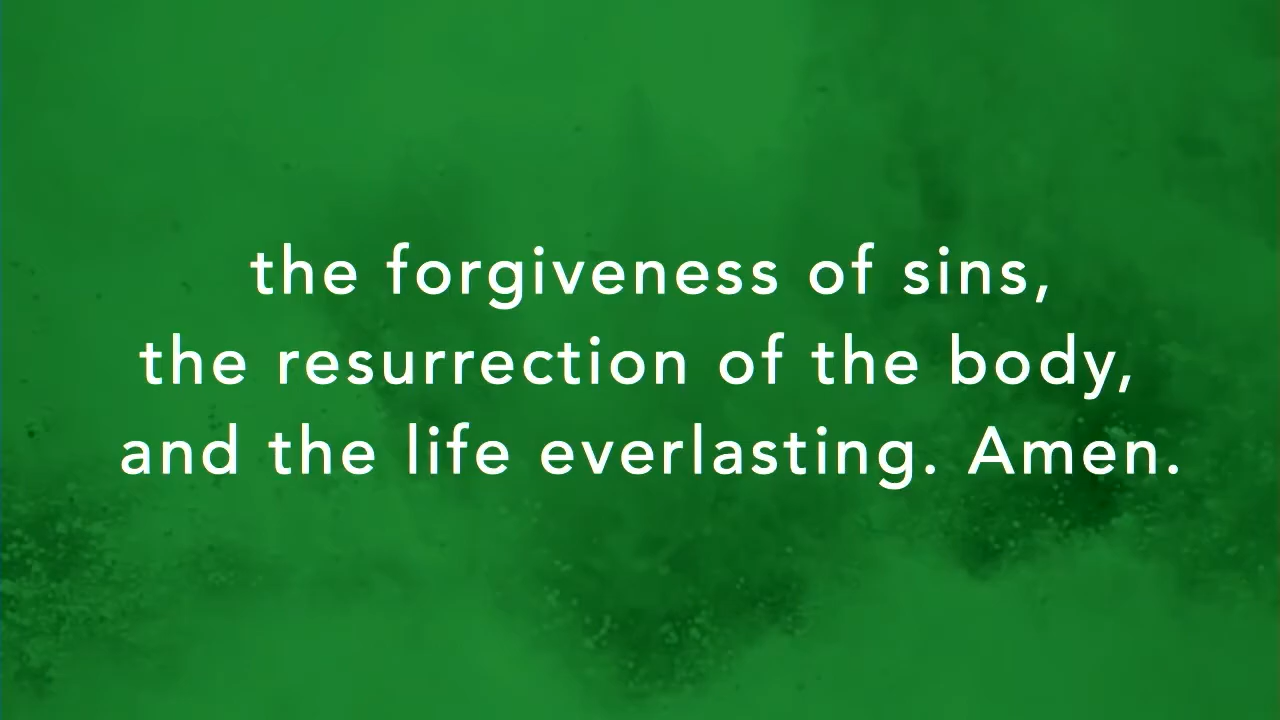 the forgiveness of sins,
the resurrection of the body,
and the life everlasting. Amen.